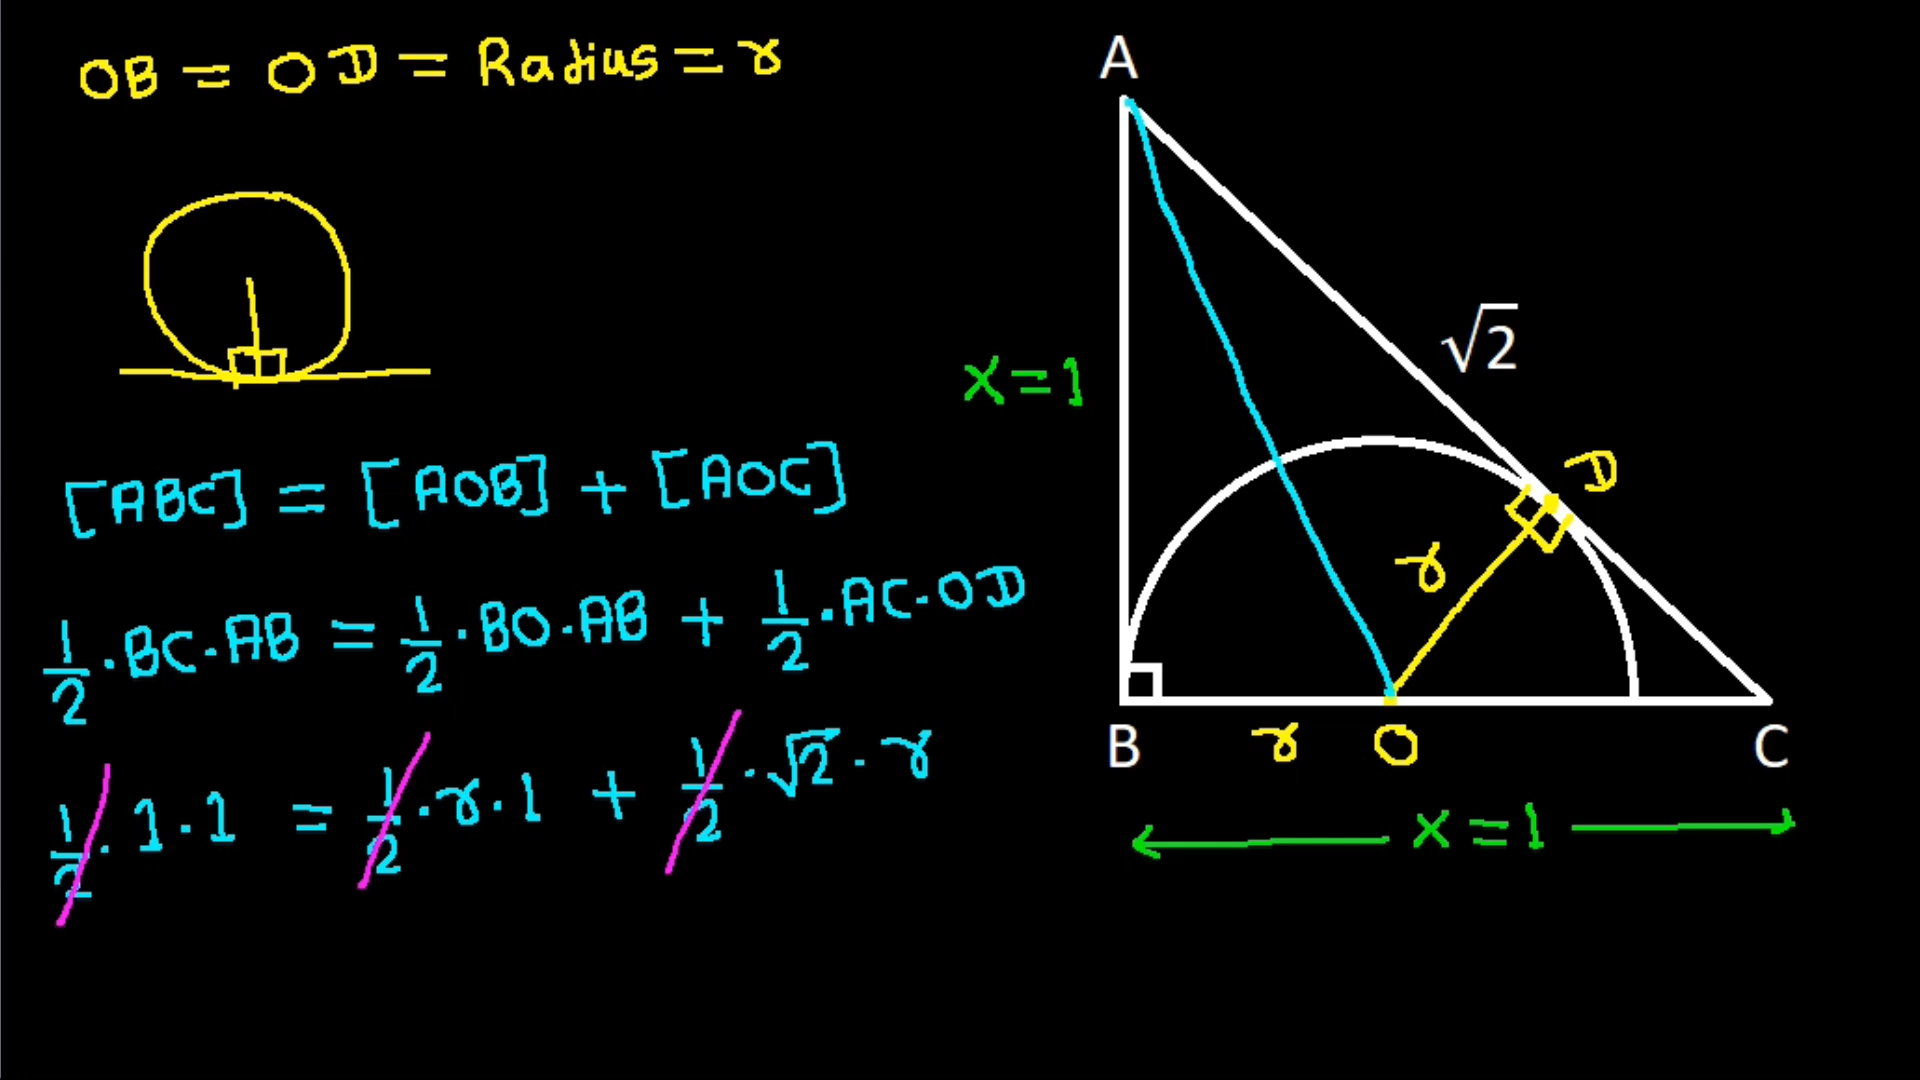 OB = OD = Radius = r
A
√2
x = 1
D
[ABC] = [AOB] + [AOC]
r
1/2 · BC · AB = 1/2 · BO · AB + 1/2 · AC · OD
B
r
O
C
1/2 · 1 · 1 = 1/2 · r · 1 + 1/2 · √2 · r
x = 1